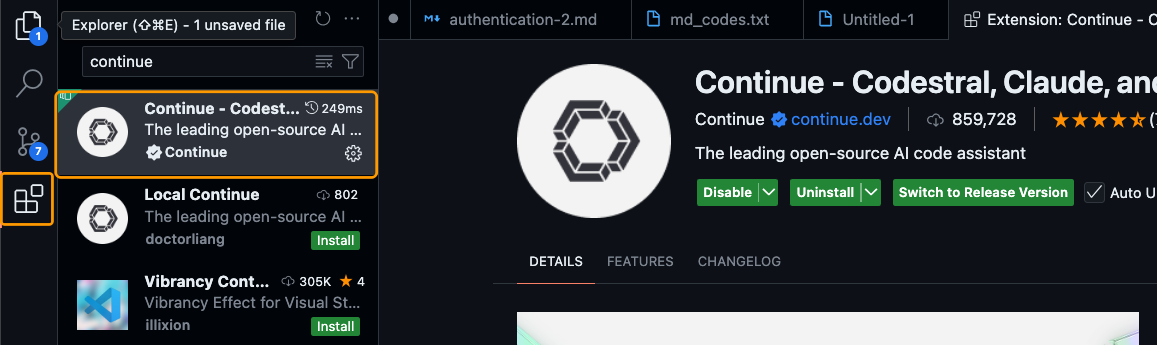 Explorer (⇧⌘E) - 1 unsaved file
1
7
continue
Continue - Codest... 249ms
The leading open-source AI ...
Continue
Local Continue 802
The leading open-source AI ...
doctorliang Install
Vibrancy Cont... 305K ★ 4
Vibrancy Effect for Visual St...
illixion Install
authentication-2.md md_codes.txt Untitled-1 Extension: Continue - C
Continue - Codestral, Claude, and
Continue continue.dev 859,728
The leading open-source AI code assistant
Disable Uninstall Switch to Release Version Auto U
DETAILS FEATURES CHANGELOG